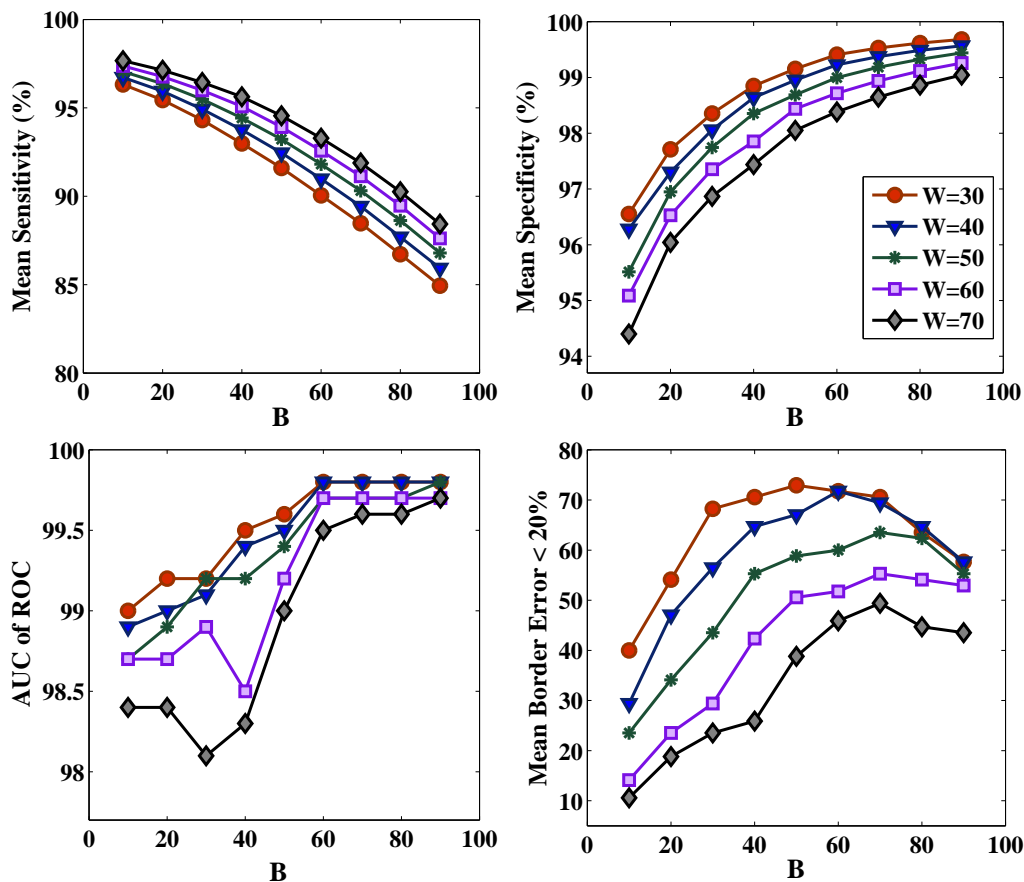 Mean Sensitivity (%)
100
95
90
85
80
0 20 40 60 80 100
B
Mean Specificity (%)
100
99
98
97
96
95
94
0 20 40 60 80 100
B
W=30
W=40
W=50
W=60
W=70
AUC of ROC
100
99.5
99
98.5
98
0 20 40 60 80 100
B
Mean Border Error < 20%
80
70
60
50
40
30
20
10
0 20 40 60 80 100
B